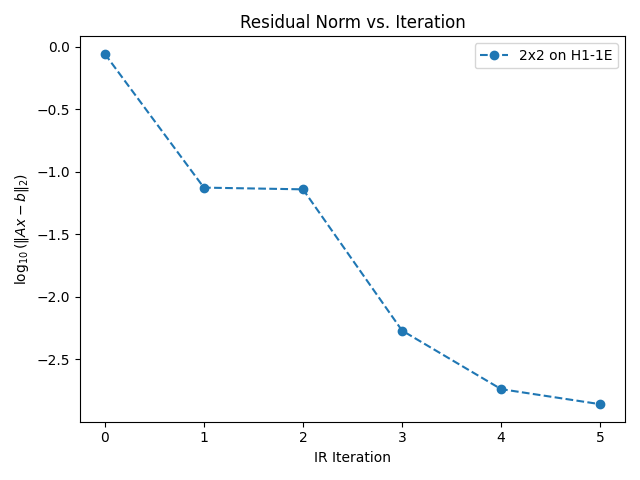 Residual Norm vs. Iteration
2x2 on H1-1E
0.0
−0.5
−1.0
−1.5
−2.0
−2.5
log₁₀(‖Ax − b‖₂)
0 1 2 3 4 5
IR Iteration